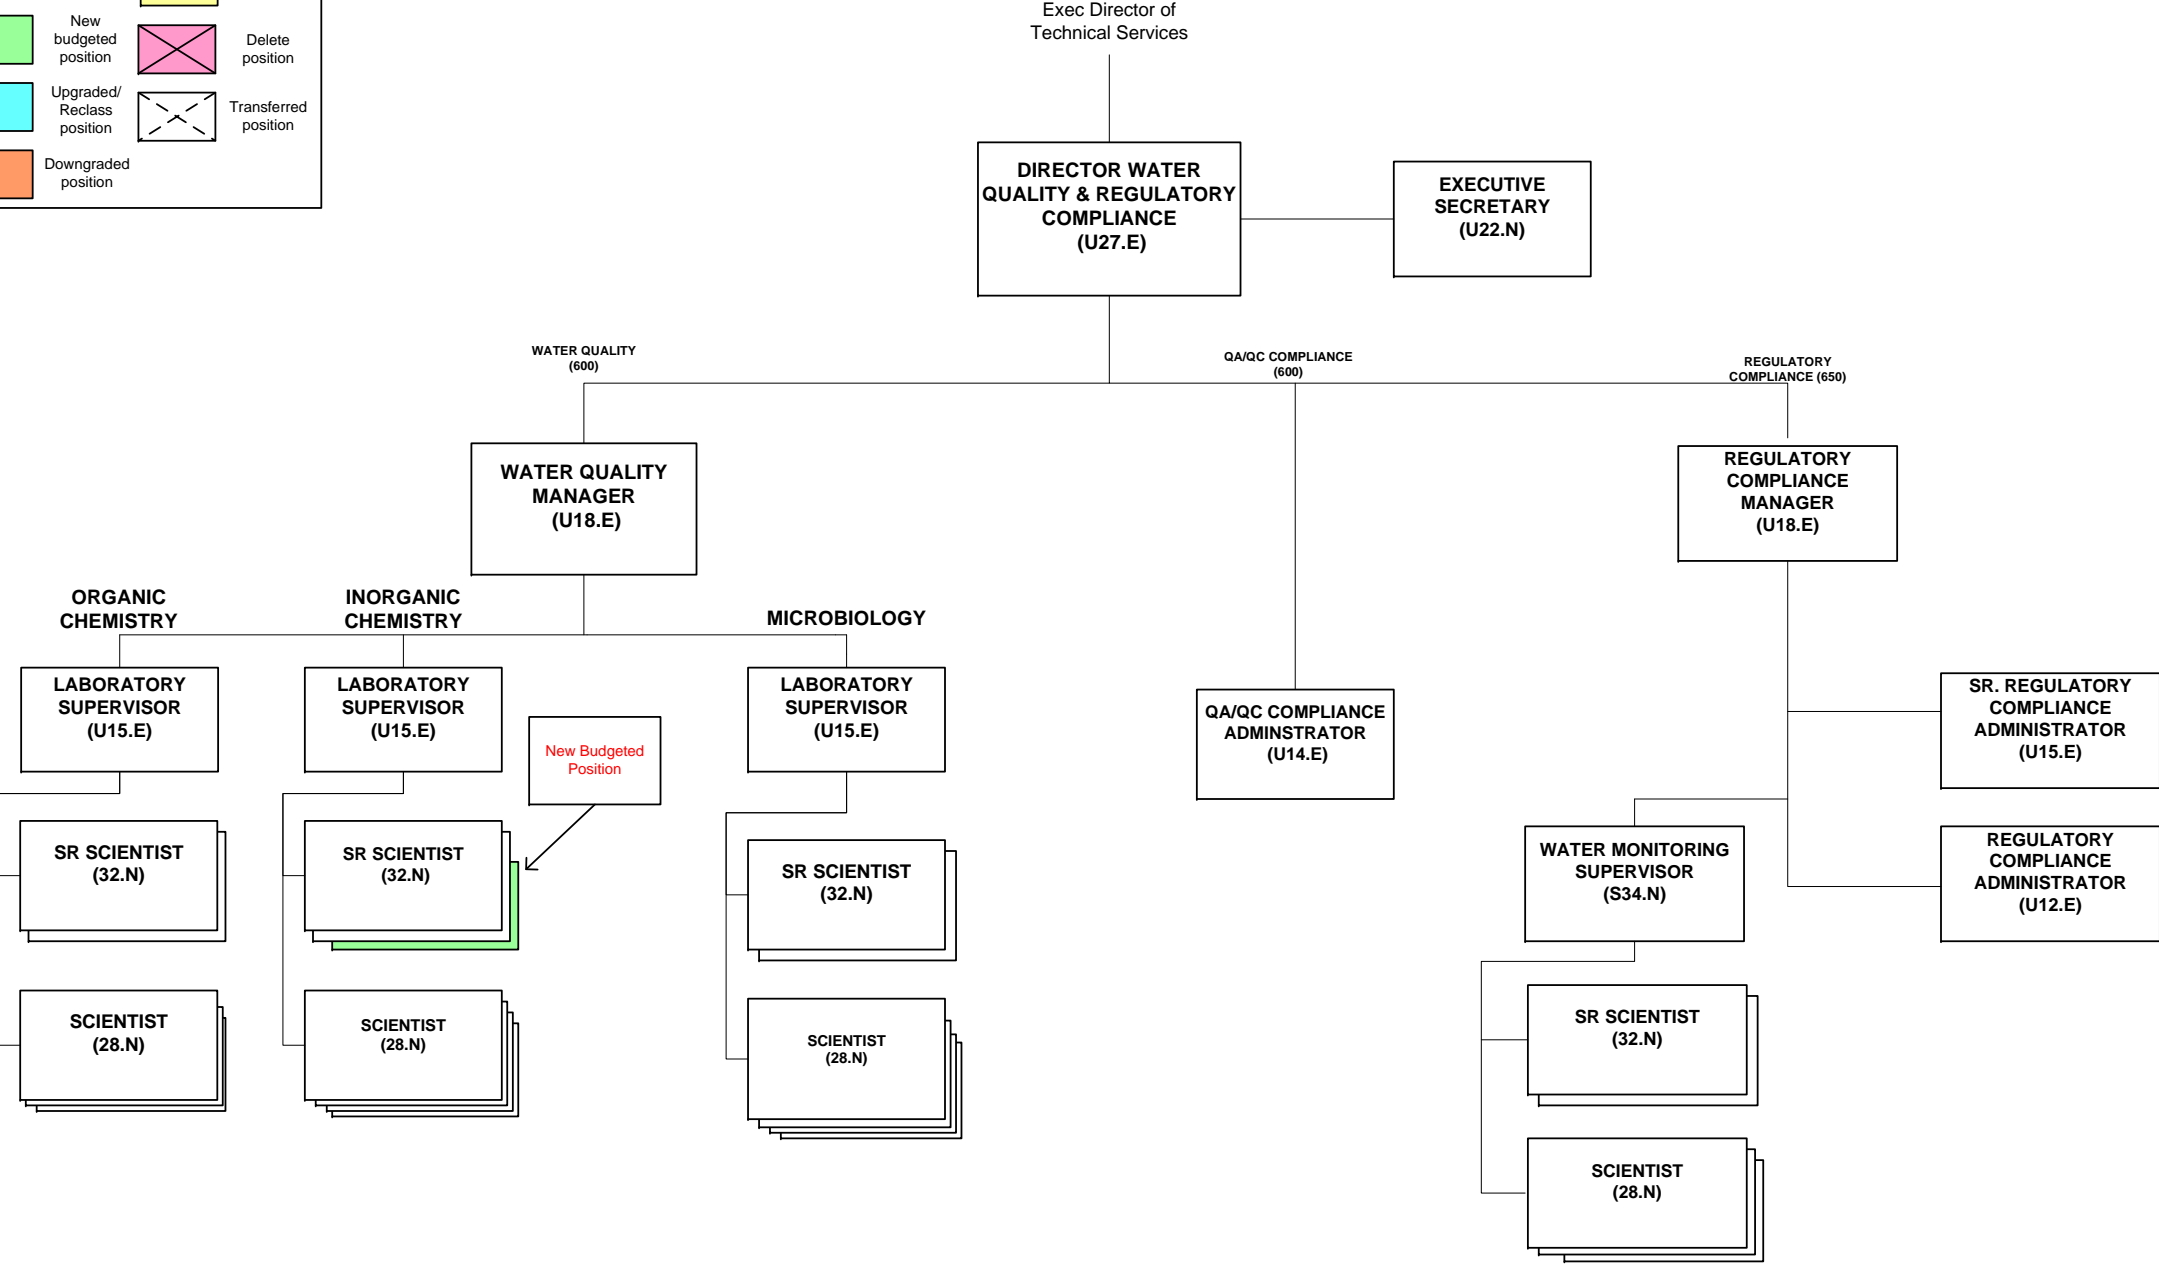 New
budgeted
position
Delete
position
Upgraded/
Reclass
position
Transferred
position
Downgraded
position
Exec Director of
Technical Services
DIRECTOR WATER
QUALITY & REGULATORY
COMPLIANCE
(U27.E)
EXECUTIVE
SECRETARY
(U22.N)
WATER QUALITY
(600)
QA/QC COMPLIANCE
(600)
REGULATORY
COMPLIANCE (650)
WATER QUALITY
MANAGER
(U18.E)
REGULATORY
COMPLIANCE
MANAGER
(U18.E)
ORGANIC
CHEMISTRY
INORGANIC
CHEMISTRY
MICROBIOLOGY
LABORATORY
SUPERVISOR
(U15.E)
LABORATORY
SUPERVISOR
(U15.E)
New Budgeted
Position
LABORATORY
SUPERVISOR
(U15.E)
QA/QC COMPLIANCE
ADMINSTRATOR
(U14.E)
SR. REGULATORY
COMPLIANCE
ADMINISTRATOR
(U15.E)
SR SCIENTIST
(32.N)
SR SCIENTIST
(32.N)
SR SCIENTIST
(32.N)
WATER MONITORING
SUPERVISOR
(S34.N)
REGULATORY
COMPLIANCE
ADMINISTRATOR
(U12.E)
SCIENTIST
(28.N)
SCIENTIST
(28.N)
SCIENTIST
(28.N)
SR SCIENTIST
(32.N)
SCIENTIST
(28.N)